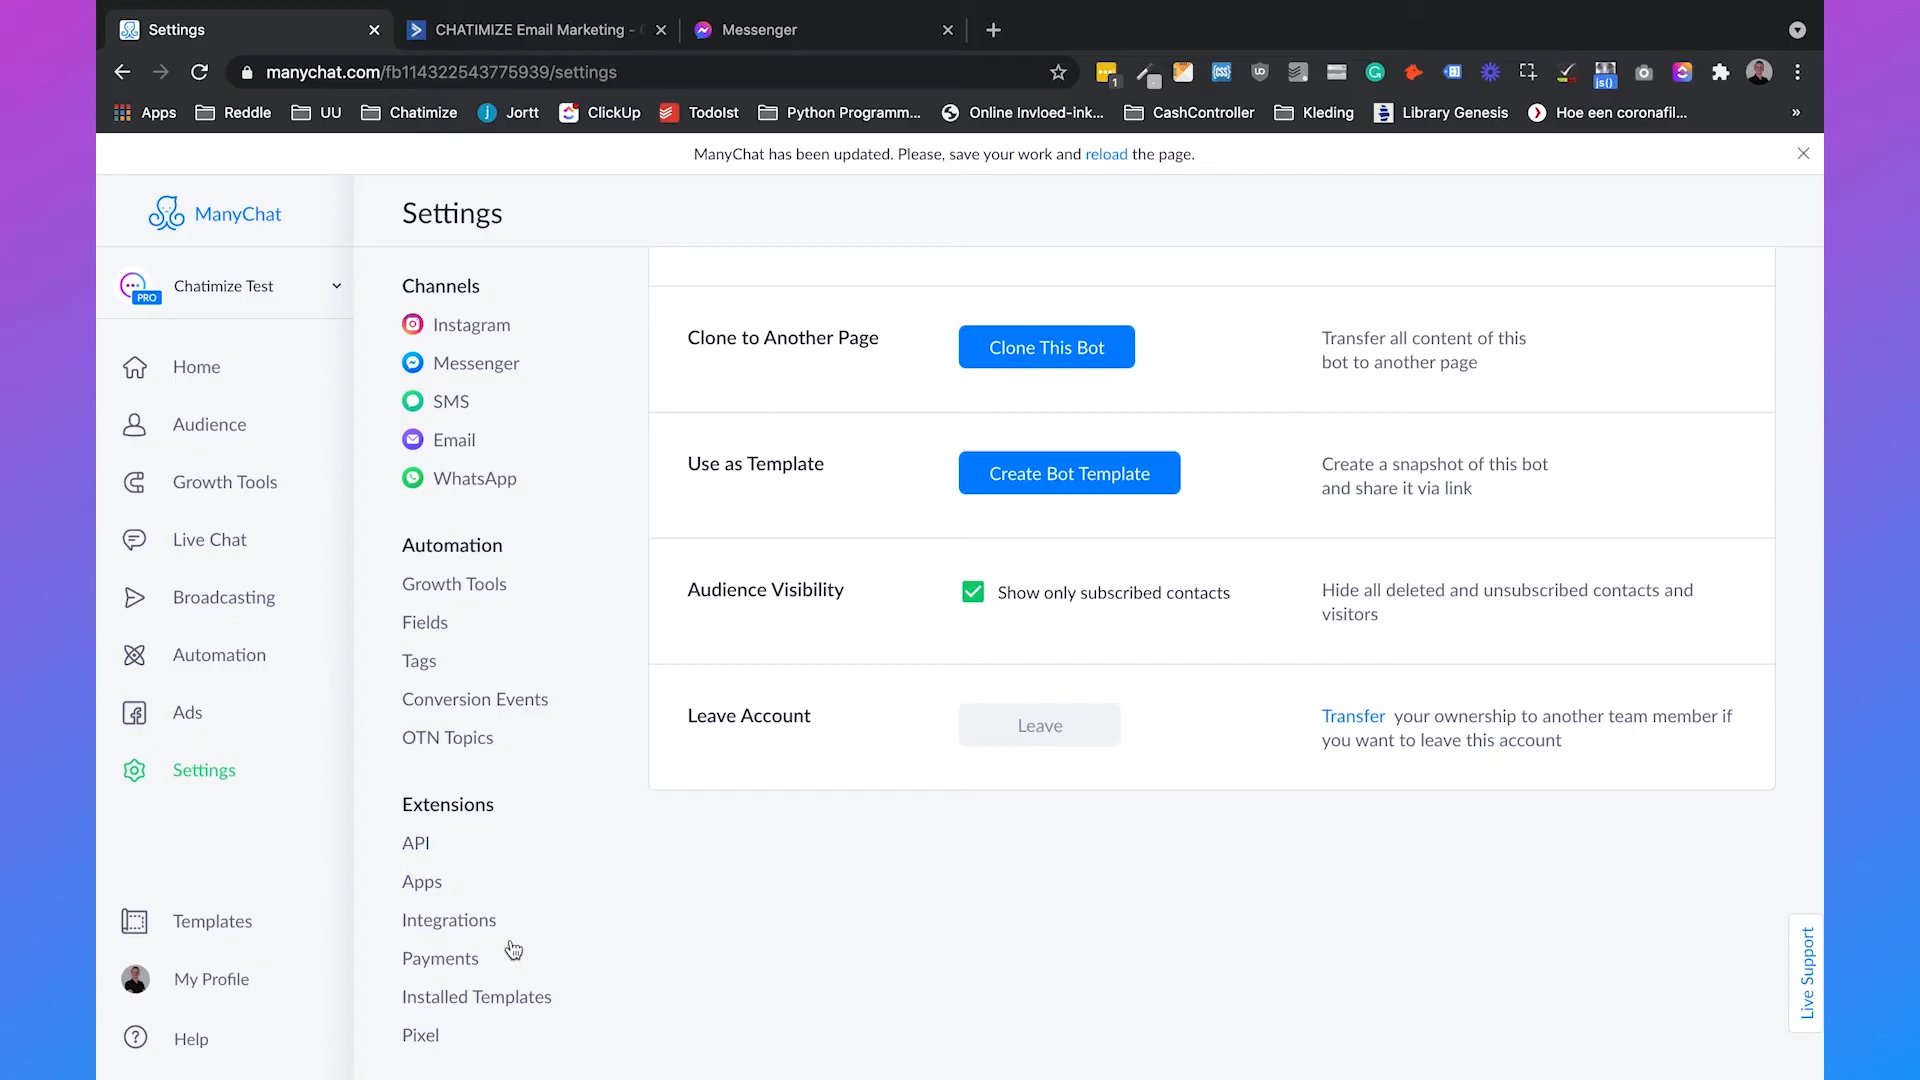 Settings
CHATIMIZE Email Marketing -
Messenger
manychat.com/fb114322543775939/settings
Apps
Reddle
UU
Chatimize
Jortt
ClickUp
TodoIst
Python Programm...
Online Invloed-ink...
CashController
Kleding
Library Genesis
Hoe een coronafil...
»
ManyChat has been updated. Please, save your work and reload the page.
ManyChat
Settings
PRO
Chatimize Test
Home
Audience
Growth Tools
Live Chat
Broadcasting
Automation
Ads
Settings
Templates
My Profile
Help
Channels
Instagram
Messenger
SMS
Email
WhatsApp
Automation
Growth Tools
Fields
Tags
Conversion Events
OTN Topics
Extensions
API
Apps
Integrations
Payments
Installed Templates
Pixel
Clone to Another Page
Clone This Bot
Transfer all content of this
bot to another page
Use as Template
Create Bot Template
Create a snapshot of this bot
and share it via link
Audience Visibility
Show only subscribed contacts
Hide all deleted and unsubscribed contacts and
visitors
Leave Account
Leave
Transfer your ownership to another team member if
you want to leave this account
Live Support